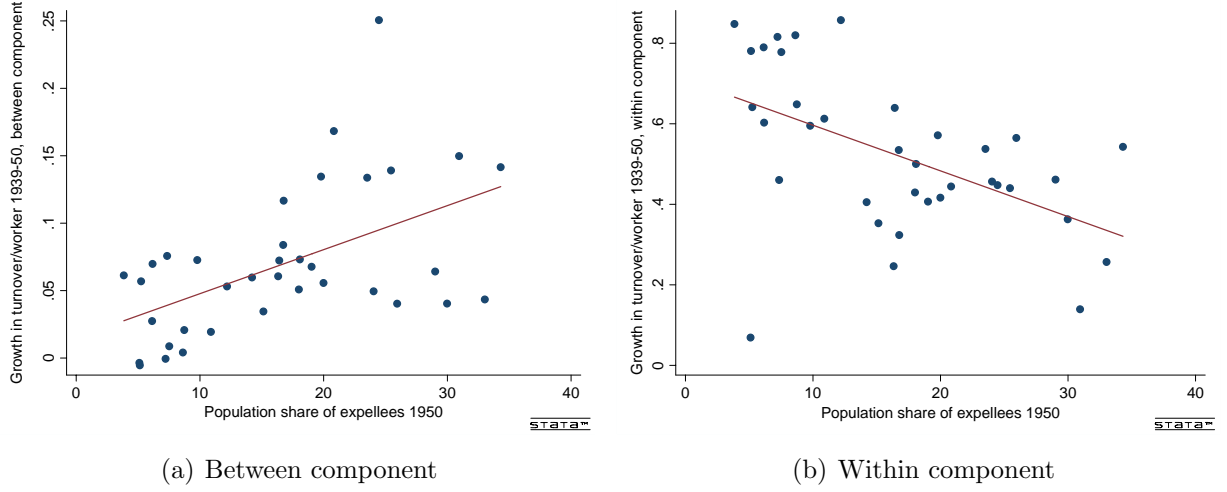 Growth in turnover/worker 1939-50, between component
.25
.2
.15
.1
.05
0
0 10 20 30 40
Population share of expellees 1950
STATA™
(a) Between component
Growth in turnover/worker 1939-50, within component
.8
.6
.4
.2
0
0 10 20 30 40
Population share of expellees 1950
STATA™
(b) Within component